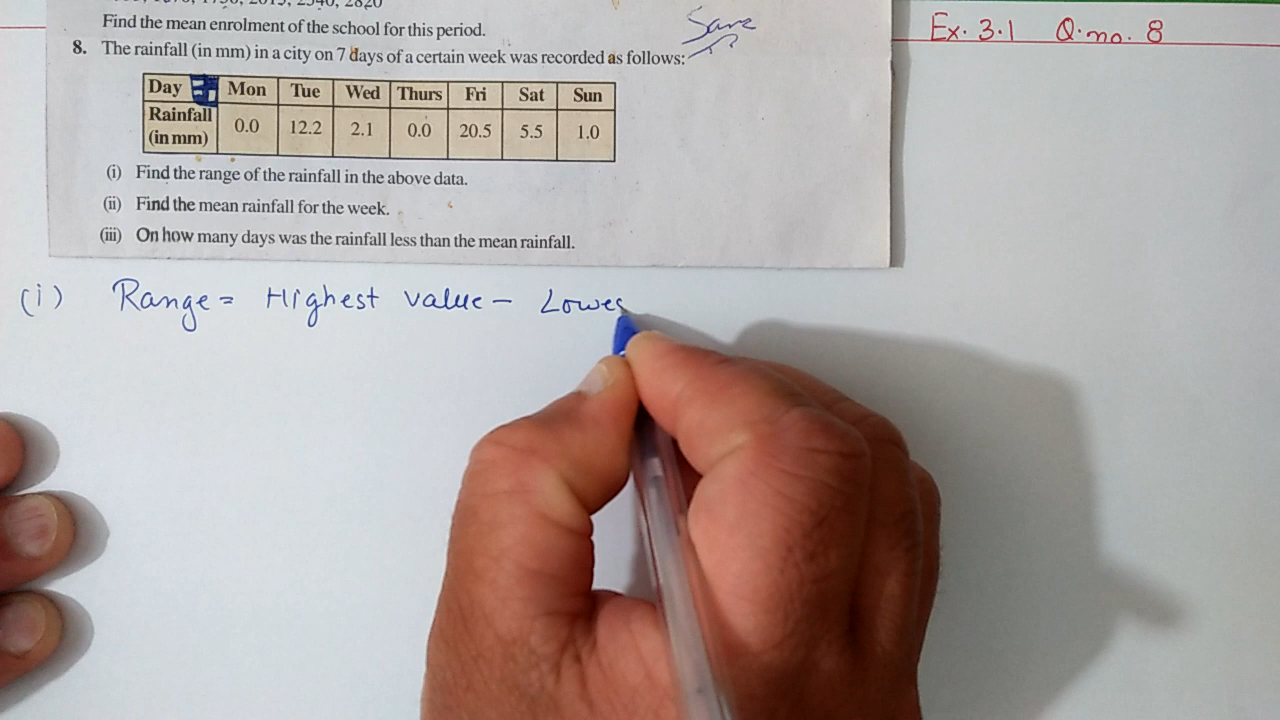 2340, 2820
Find the mean enrolment of the school for this period.
Ex. 3.1 Q.no. 8
8. The rainfall (in mm) in a city on 7 days of a certain week was recorded as follows:
Day Mon Tue Wed Thurs Fri Sat Sun
Rainfall (in mm) 0.0 12.2 2.1 0.0 20.5 5.5 1.0
(i) Find the range of the rainfall in the above data.
(ii) Find the mean rainfall for the week.
(iii) On how many days was the rainfall less than the mean rainfall.
(i) Range = Highest value - Lowes